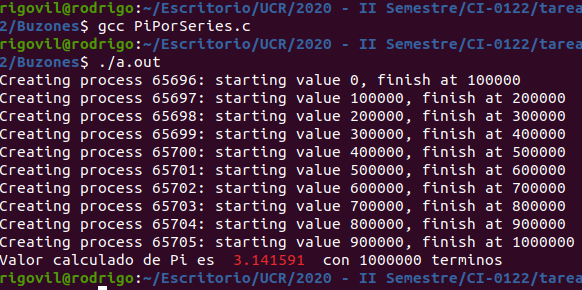 rigovil@rodrigo:~/Escritorio/UCR/2020 - II Semestre/CI-0122/tarea
2/Buzones$ gcc PiPorSeries.c
rigovil@rodrigo:~/Escritorio/UCR/2020 - II Semestre/CI-0122/tarea
2/Buzones$ ./a.out
Creating process 65696: starting value 0, finish at 100000
Creating process 65697: starting value 100000, finish at 200000
Creating process 65698: starting value 200000, finish at 300000
Creating process 65699: starting value 300000, finish at 400000
Creating process 65700: starting value 400000, finish at 500000
Creating process 65701: starting value 500000, finish at 600000
Creating process 65702: starting value 600000, finish at 700000
Creating process 65703: starting value 700000, finish at 800000
Creating process 65704: starting value 800000, finish at 900000
Creating process 65705: starting value 900000, finish at 1000000
Valor calculado de Pi es  3.141591  con 1000000 terminos
rigovil@rodrigo:~/Escritorio/UCR/2020 - II Semestre/CI-0122/tarea